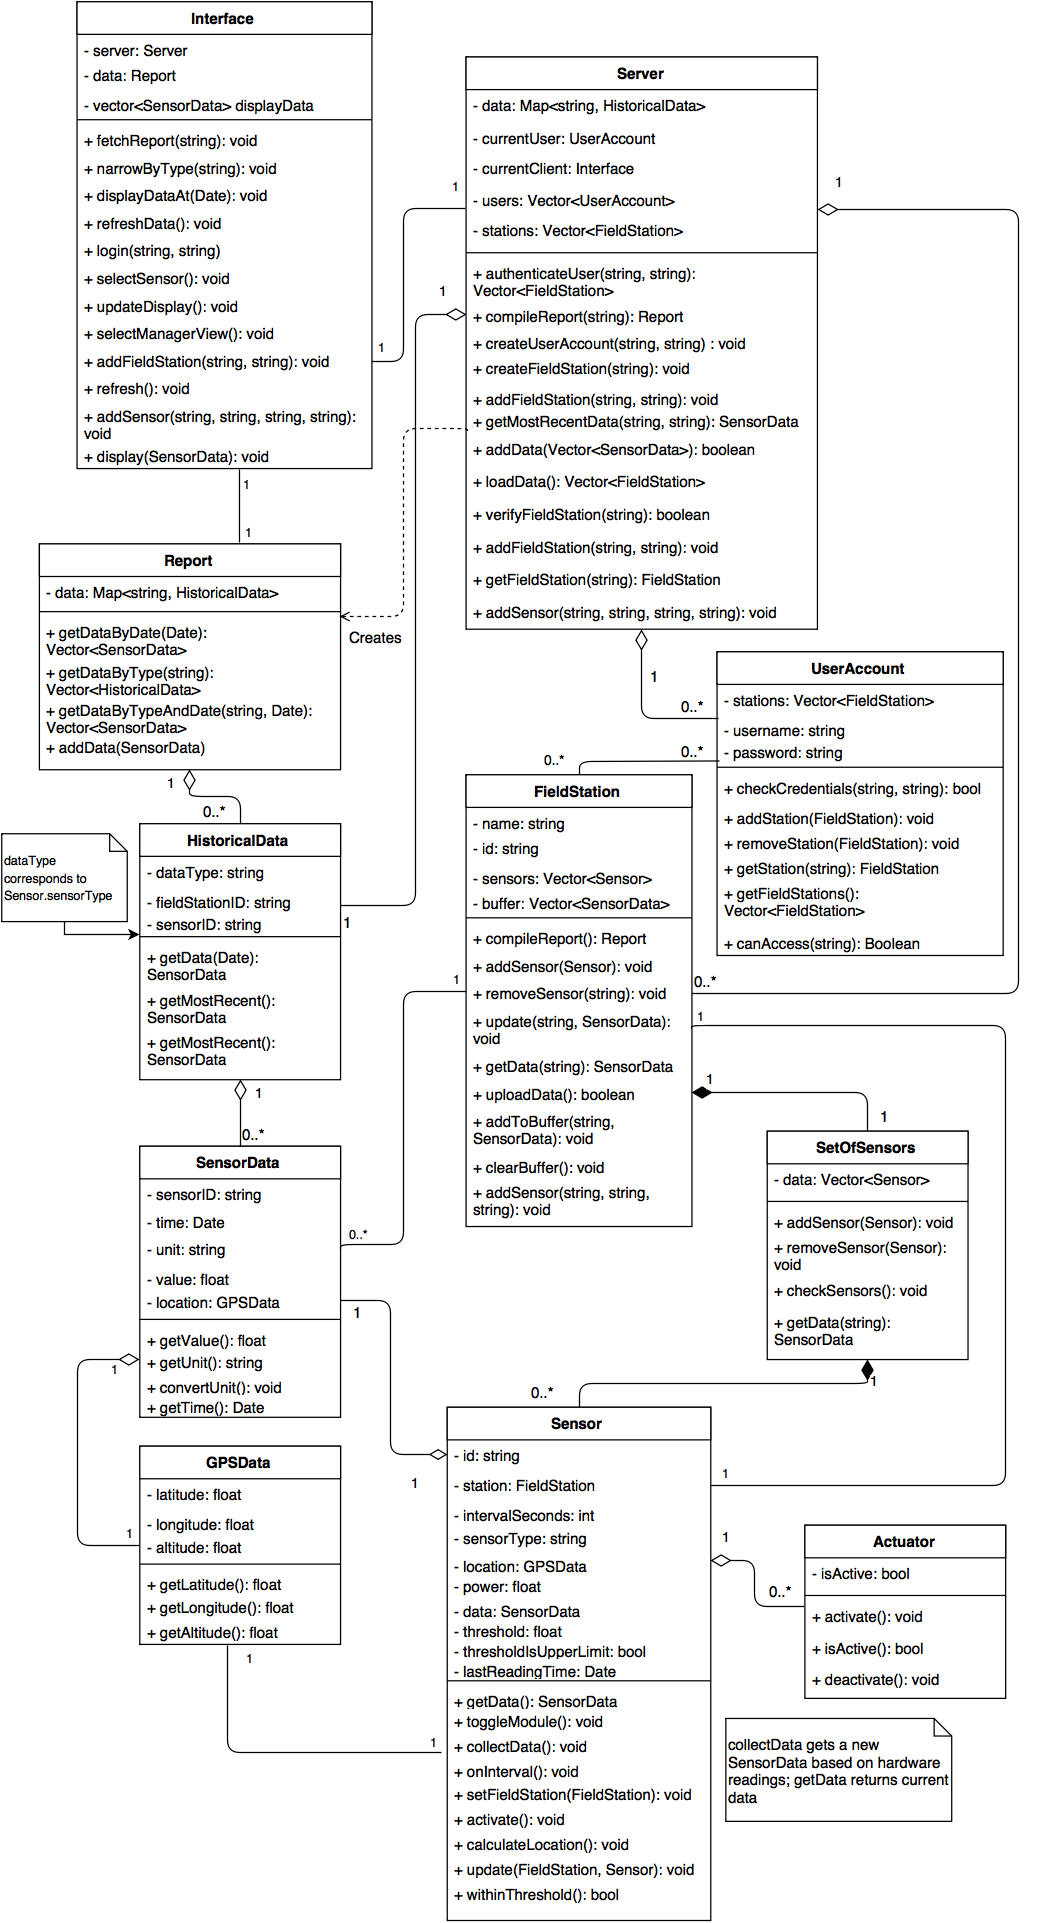 Interface
- server: Server
- data: Report
- vector<SensorData> displayData
+ fetchReport(string): void
+ narrowByType(string): void
+ displayDataAt(Date): void
+ refreshData(): void
+ login(string, string)
+ selectSensor(): void
+ updateDisplay(): void
+ selectManagerView(): void
+ addFieldStation(string, string): void
+ refresh(): void
+ addSensor(string, string, string, string):
void
+ display(SensorData): void
1
1
1
1
Server
- data: Map<string, HistoricalData>
- currentUser: UserAccount
- currentClient: Interface
- users: Vector<UserAccount>
- stations: Vector<FieldStation>
+ authenticateUser(string, string):
Vector<FieldStation>
+ compileReport(string): Report
+ createUserAccount(string, string) : void
+ createFieldStation(string): void
+ addFieldStation(string, string): void
+ getMostRecentData(string, string): SensorData
+ addData(Vector<SensorData>): boolean
+ loadData(): Vector<FieldStation>
+ verifyFieldStation(string): boolean
+ addFieldStation(string, string): void
+ getFieldStation(string): FieldStation
+ addSensor(string, string, string, string): void
1
1
1
0..*
Creates
Report
- data: Map<string, HistoricalData>
+ getDataByDate(Date):
Vector<SensorData>
+ getDataByType(string):
Vector<HistoricalData>
+ getDataByTypeAndDate(string, Date):
Vector<SensorData>
+ addData(SensorData)
1
0..*
UserAccount
- stations: Vector<FieldStation>
- username: string
- password: string
+ checkCredentials(string, string): bool
+ addStation(FieldStation): void
+ removeStation(FieldStation): void
+ getStation(string): FieldStation
+ getFieldStations():
Vector<FieldStation>
+ canAccess(string): Boolean
0..*
0..*
HistoricalData
- dataType: string
- fieldStationID: string
- sensorID: string
+ getData(Date):
SensorData
+ getMostRecent():
SensorData
+ getMostRecent():
SensorData
1
1
0..*
dataType
corresponds to
Sensor.sensorType
FieldStation
- name: string
- id: string
- sensors: Vector<Sensor>
- buffer: Vector<SensorData>
+ compileReport(): Report
+ addSensor(Sensor): void
+ removeSensor(string): void
+ update(string, SensorData):
void
+ getData(string): SensorData
+ uploadData(): boolean
+ addToBuffer(string,
SensorData): void
+ clearBuffer(): void
+ addSensor(string, string,
string): void
1
0..*
1
1
1
SetOfSensors
- data: Vector<Sensor>
+ addSensor(Sensor): void
+ removeSensor(Sensor):
void
+ checkSensors(): void
+ getData(string):
SensorData
1
0..*
SensorData
- sensorID: string
- time: Date
- unit: string
- value: float
- location: GPSData
+ getValue(): float
+ getUnit(): string
+ convertUnit(): void
+ getTime(): Date
0..*
1
1
GPSData
- latitude: float
- longitude: float
- altitude: float
+ getLatitude(): float
+ getLongitude(): float
+ getAltitude(): float
1
1
Sensor
- id: string
- station: FieldStation
- intervalSeconds: int
- sensorType: string
- location: GPSData
- power: float
- data: SensorData
- threshold: float
- thresholdIsUpperLimit: bool
- lastReadingTime: Date
+ getData(): SensorData
+ toggleModule(): void
+ collectData(): void
+ onInterval(): void
+ setFieldStation(FieldStation): void
+ activate(): void
+ calculateLocation(): void
+ update(FieldStation, Sensor): void
+ withinThreshold(): bool
1
1
1
1
0..*
Actuator
- isActive: bool
+ activate(): void
+ isActive(): bool
+ deactivate(): void
collectData gets a new
SensorData based on hardware
readings; getData returns current
data